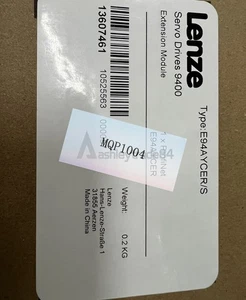 Lenze
Servo Drives 9400
Extension Module
Type:E94AYCER/S
13607461
10525563
MQP1004
E94AYCER
Weight:
0.2 KG
Lenze
Hans-Lenze-Straße 1
31855 Aerzen
Made in China